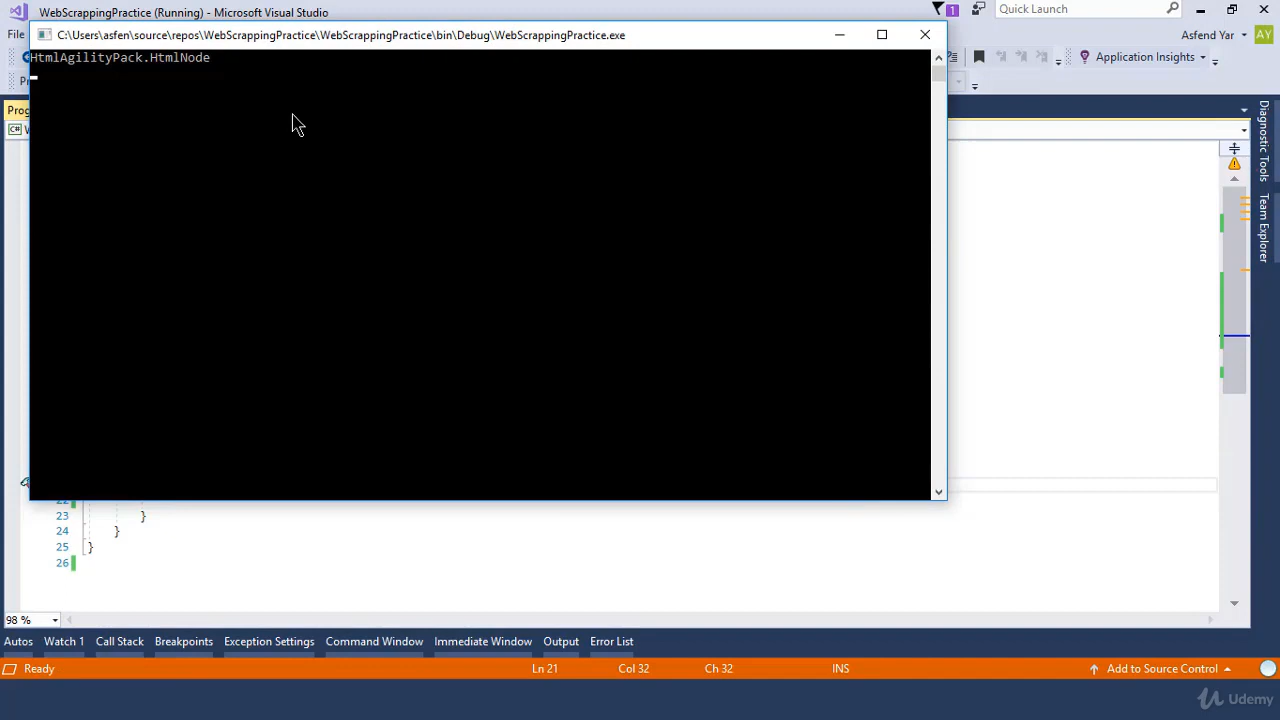 WebScrappingPractice (Running) - Microsoft Visual Studio
1
Quick Launch
Asfend Yar
AY
C:\Users\asfen\source\repos\WebScrappingPractice\WebScrappingPractice\bin\Debug\WebScrappingPractice.exe
Application Insights
HtmlAgilityPack.HtmlNode
Diagnostic Tools
Team Explorer
22
23 }
24 }
25 }
26
98 %
Autos Watch 1 Call Stack Breakpoints Exception Settings Command Window Immediate Window Output Error List
Ready Ln 21 Col 32 Ch 32 INS Add to Source Control
Udemy